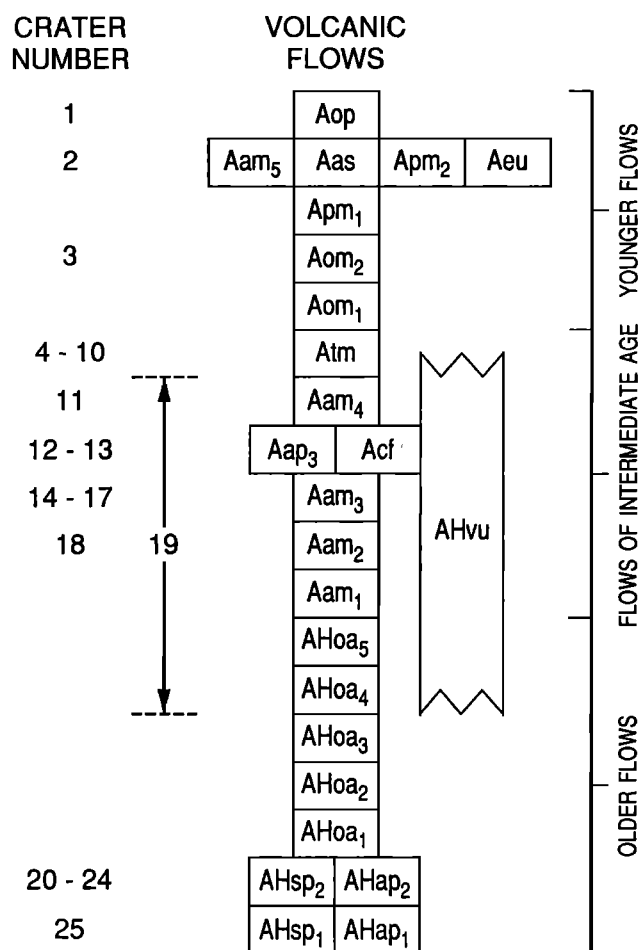 CRATER NUMBER
VOLCANIC FLOWS
1 Aop
2 Aam₅ Aas Apm₂ Aeu
Apm₁
3 Aom₂
Aom₁
4 - 10 Atm
11 Aam₄
12 - 13 Aap₃ Acf
14 - 17 Aam₃
18 19 Aam₂ AHvu
Aam₁
AHoa₅
AHoa₄
AHoa₃
AHoa₂
AHoa₁
20 - 24 AHsp₂ AHap₂
25 AHsp₁ AHap₁
YOUNGER FLOWS
FLOWS OF INTERMEDIATE AGE
OLDER FLOWS